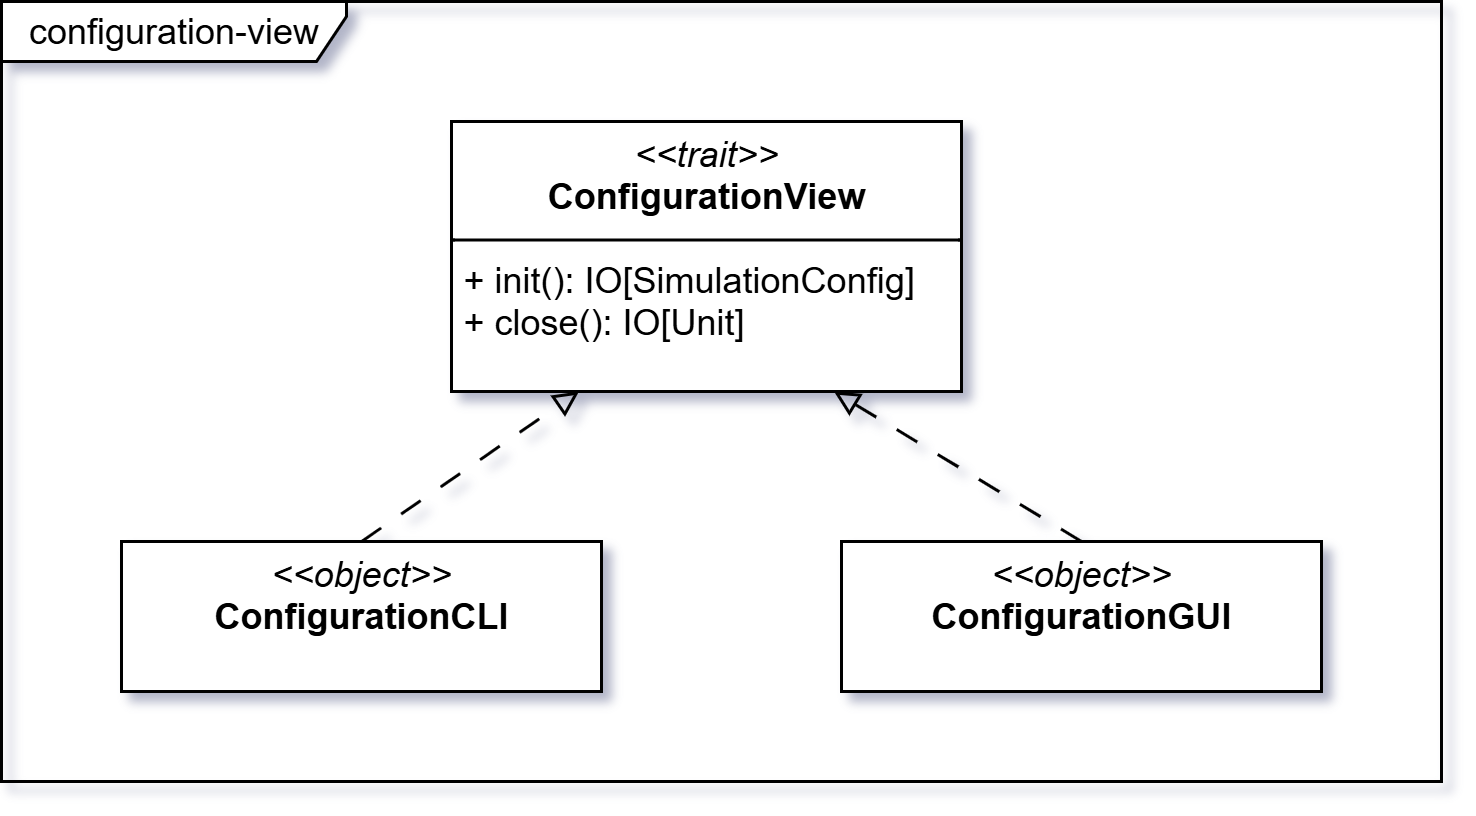 configuration-view
<<trait>>
ConfigurationView
+ init(): IO[SimulationConfig]
+ close(): IO[Unit]
<<object>>
ConfigurationCLI
<<object>>
ConfigurationGUI